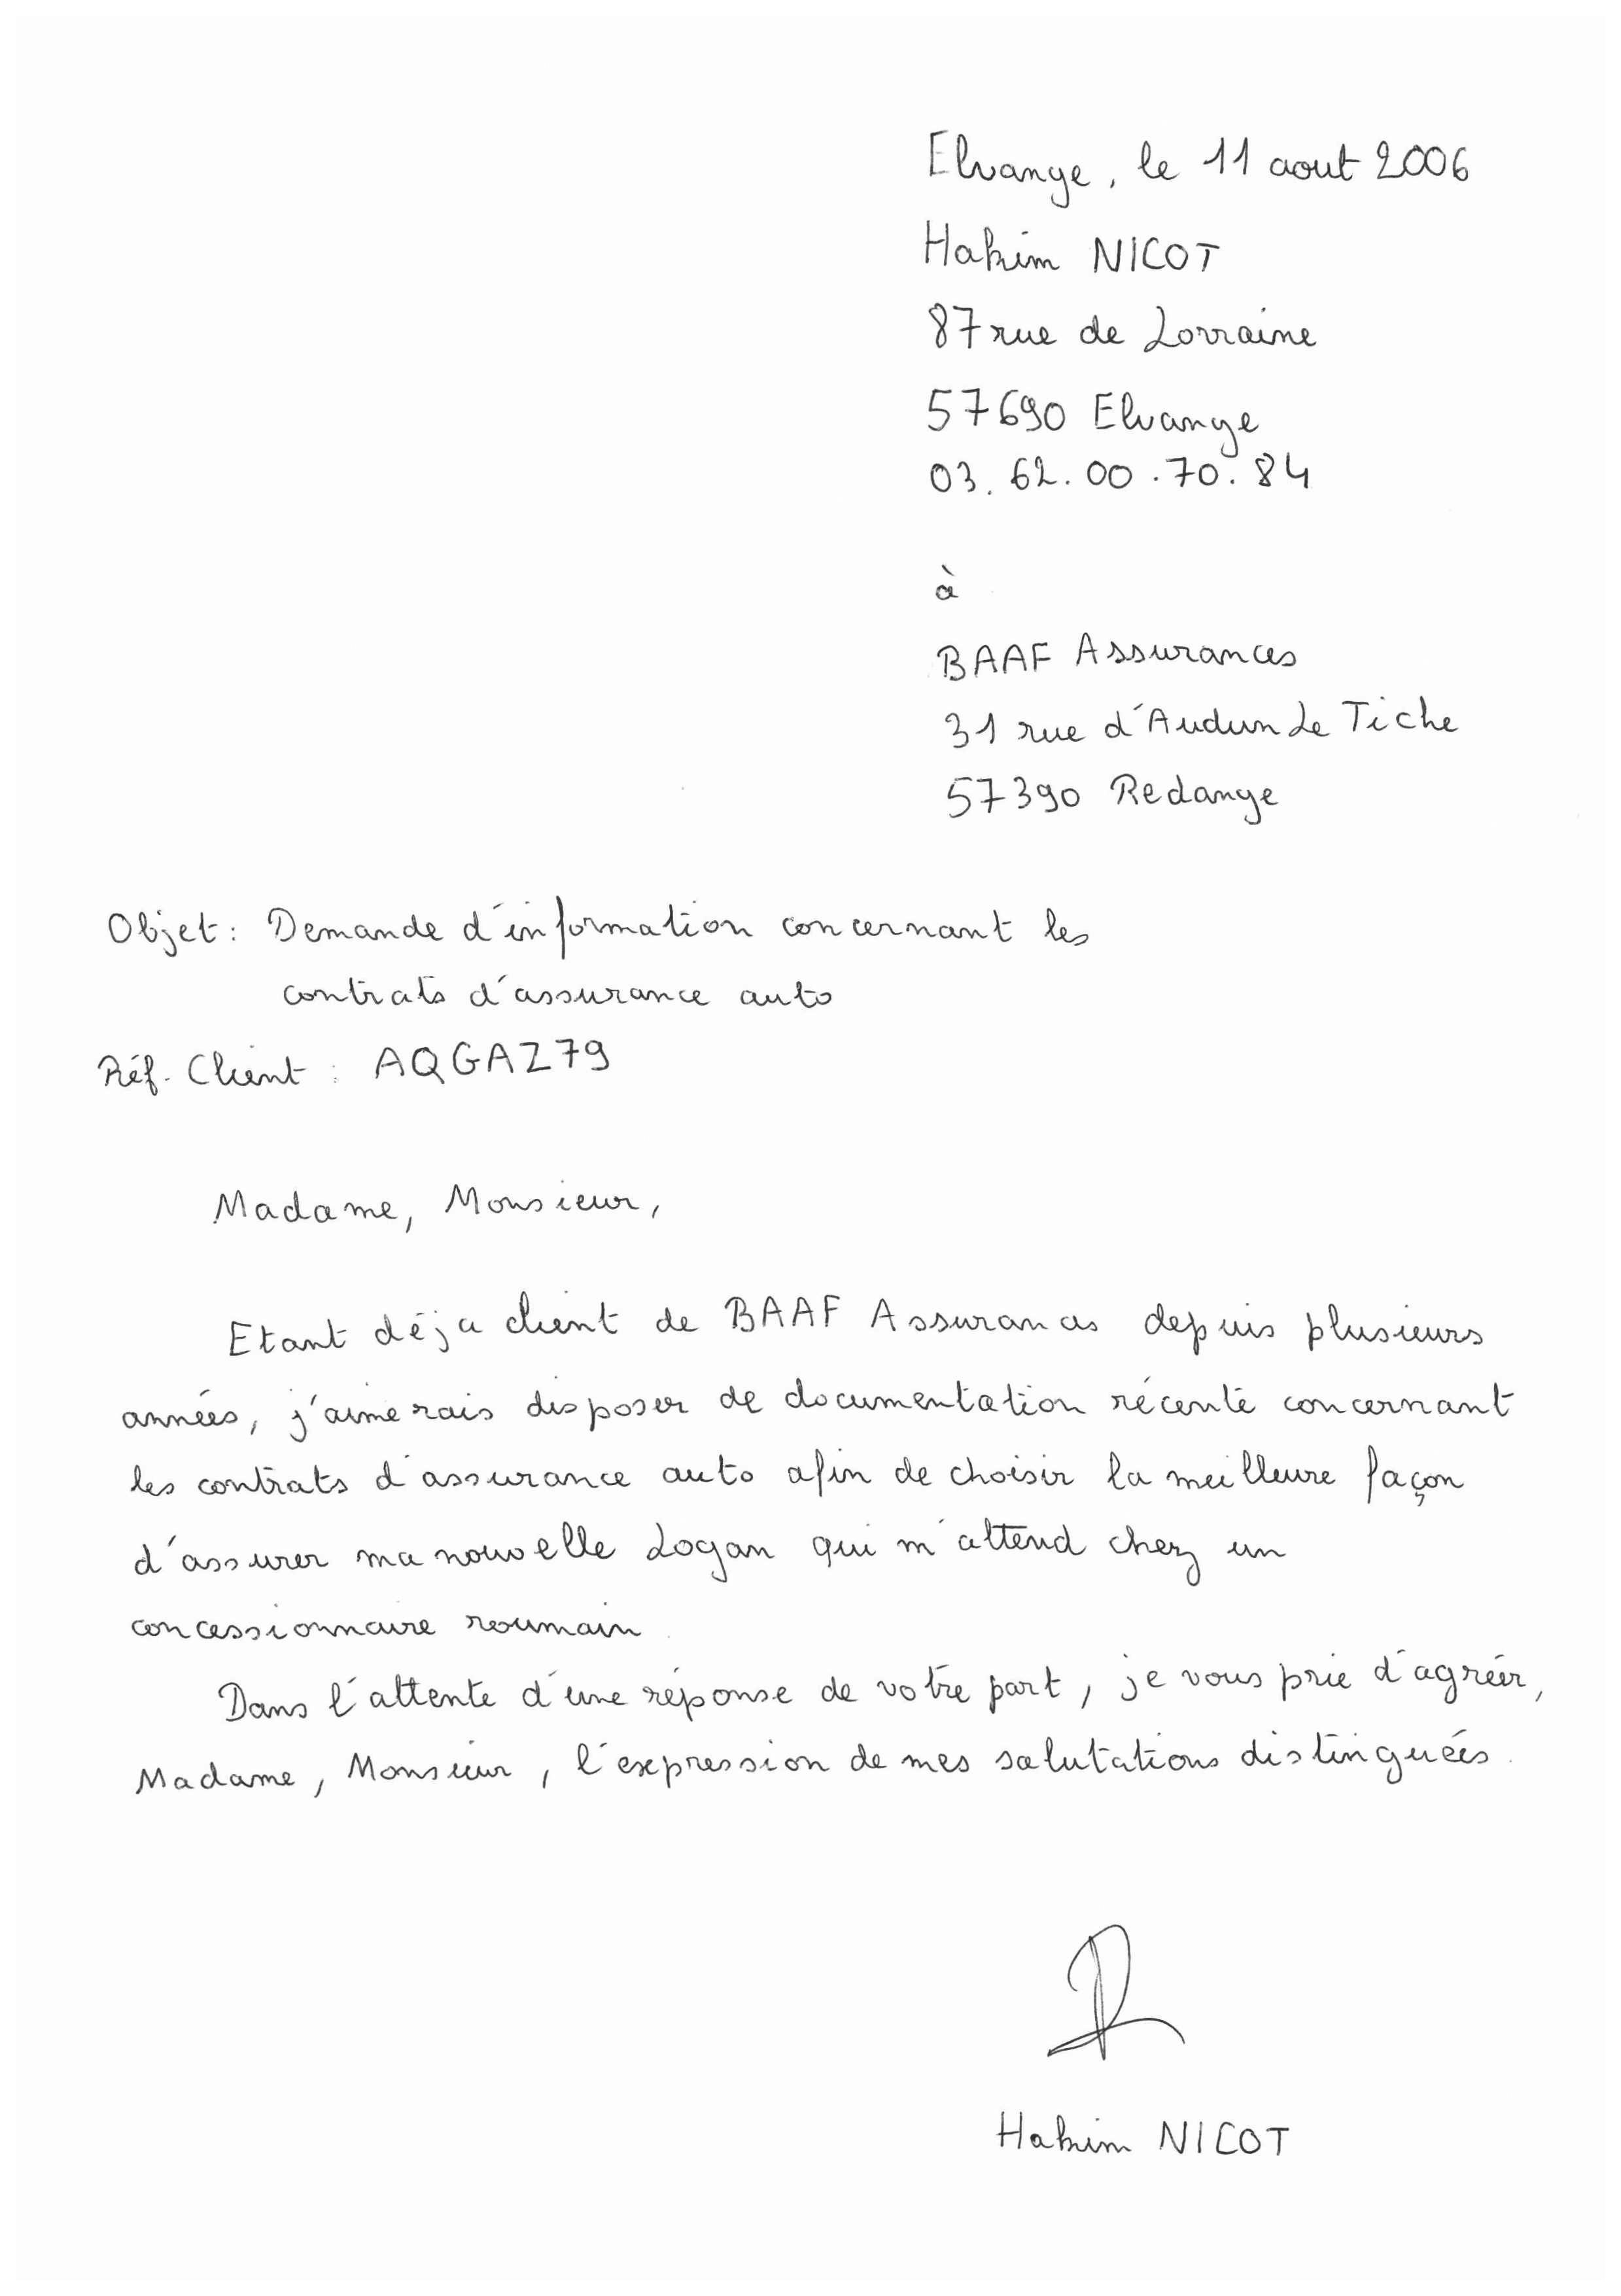 Elvange, le 11 aout 2006
Hakim NICOT
87 rue de Lorraine
57690 Elvange
03.62.00.70.84
à
BAAF Assurances
31 rue d'Audun Le Tiche
57390 Redange
Objet: Demande d'information concernant les
contrats d'assurance auto
Réf. Client : AQGAZ79
Madame, Monsieur,
Etant déja client de BAAF Assurances depuis plusieurs
années, j'aimerais disposer de documentation récente concernant
les contrats d'assurance auto afin de choisir la meilleure façon
d'assurer ma nouvelle Logan qui m'attend chez un
concessionnaire roumain.
Dans l'attente d'une réponse de votre part, je vous prie d'agréer,
Madame, Monsieur, l'expression de mes salutations distinguées.
Hakim NICOT